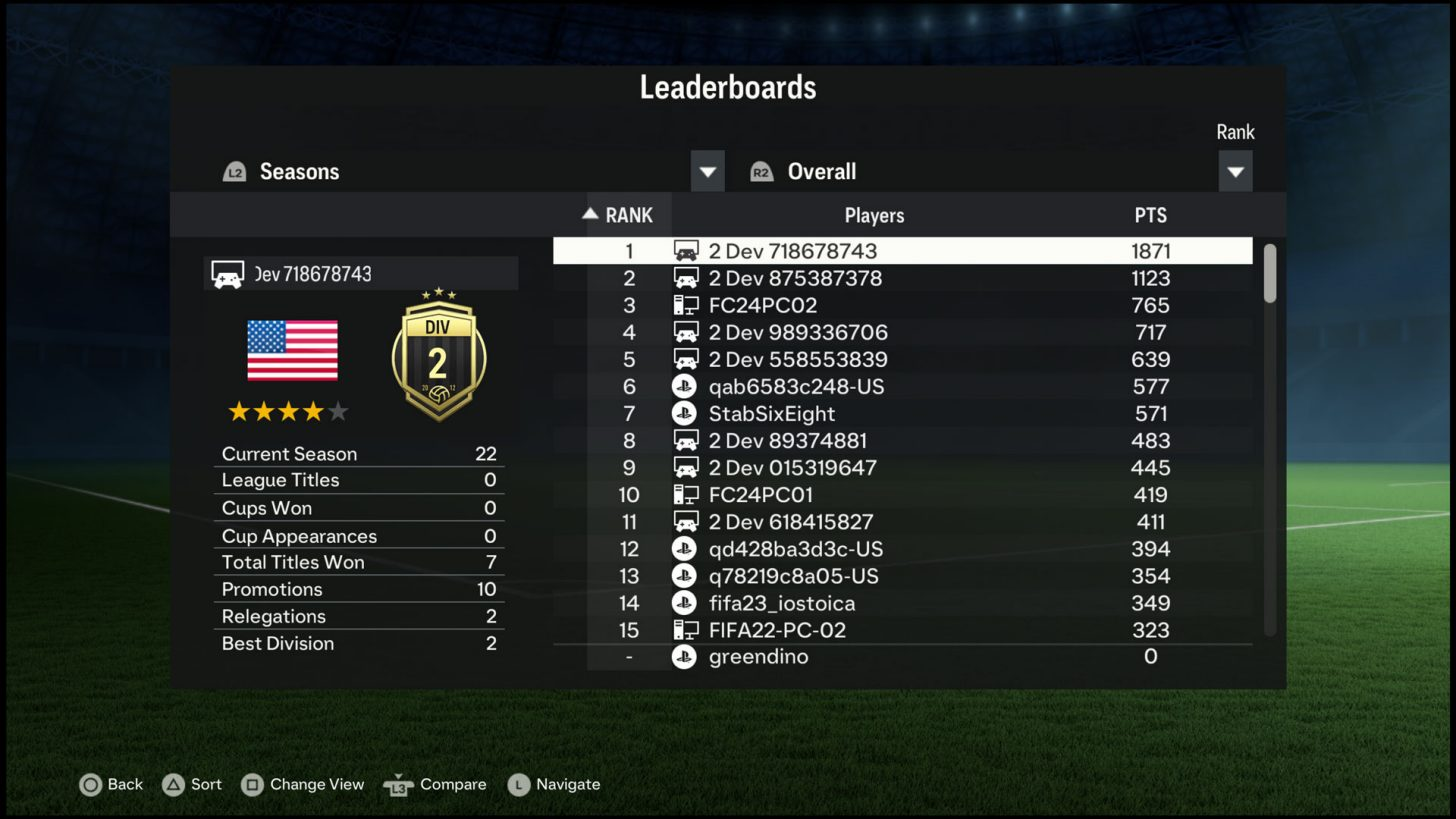 Leaderboards
Rank
L2 Seasons
R2 Overall
RANK Players PTS
Dev 718678743
DIV
2
20 12
Current Season 22
League Titles 0
Cups Won 0
Cup Appearances 0
Total Titles Won 7
Promotions 10
Relegations 2
Best Division 2
1 2 Dev 718678743 1871
2 2 Dev 875387378 1123
3 FC24PC02 765
4 2 Dev 989336706 717
5 2 Dev 558553839 639
6 qab6583c248-US 577
7 StabSixEight 571
8 2 Dev 89374881 483
9 2 Dev 015319647 445
10 FC24PC01 419
11 2 Dev 618415827 411
12 qd428ba3d3c-US 394
13 q78219c8a05-US 354
14 fifa23_iostoica 349
15 FIFA22-PC-02 323
- greendino 0
Back Sort Change View L3 Compare L Navigate